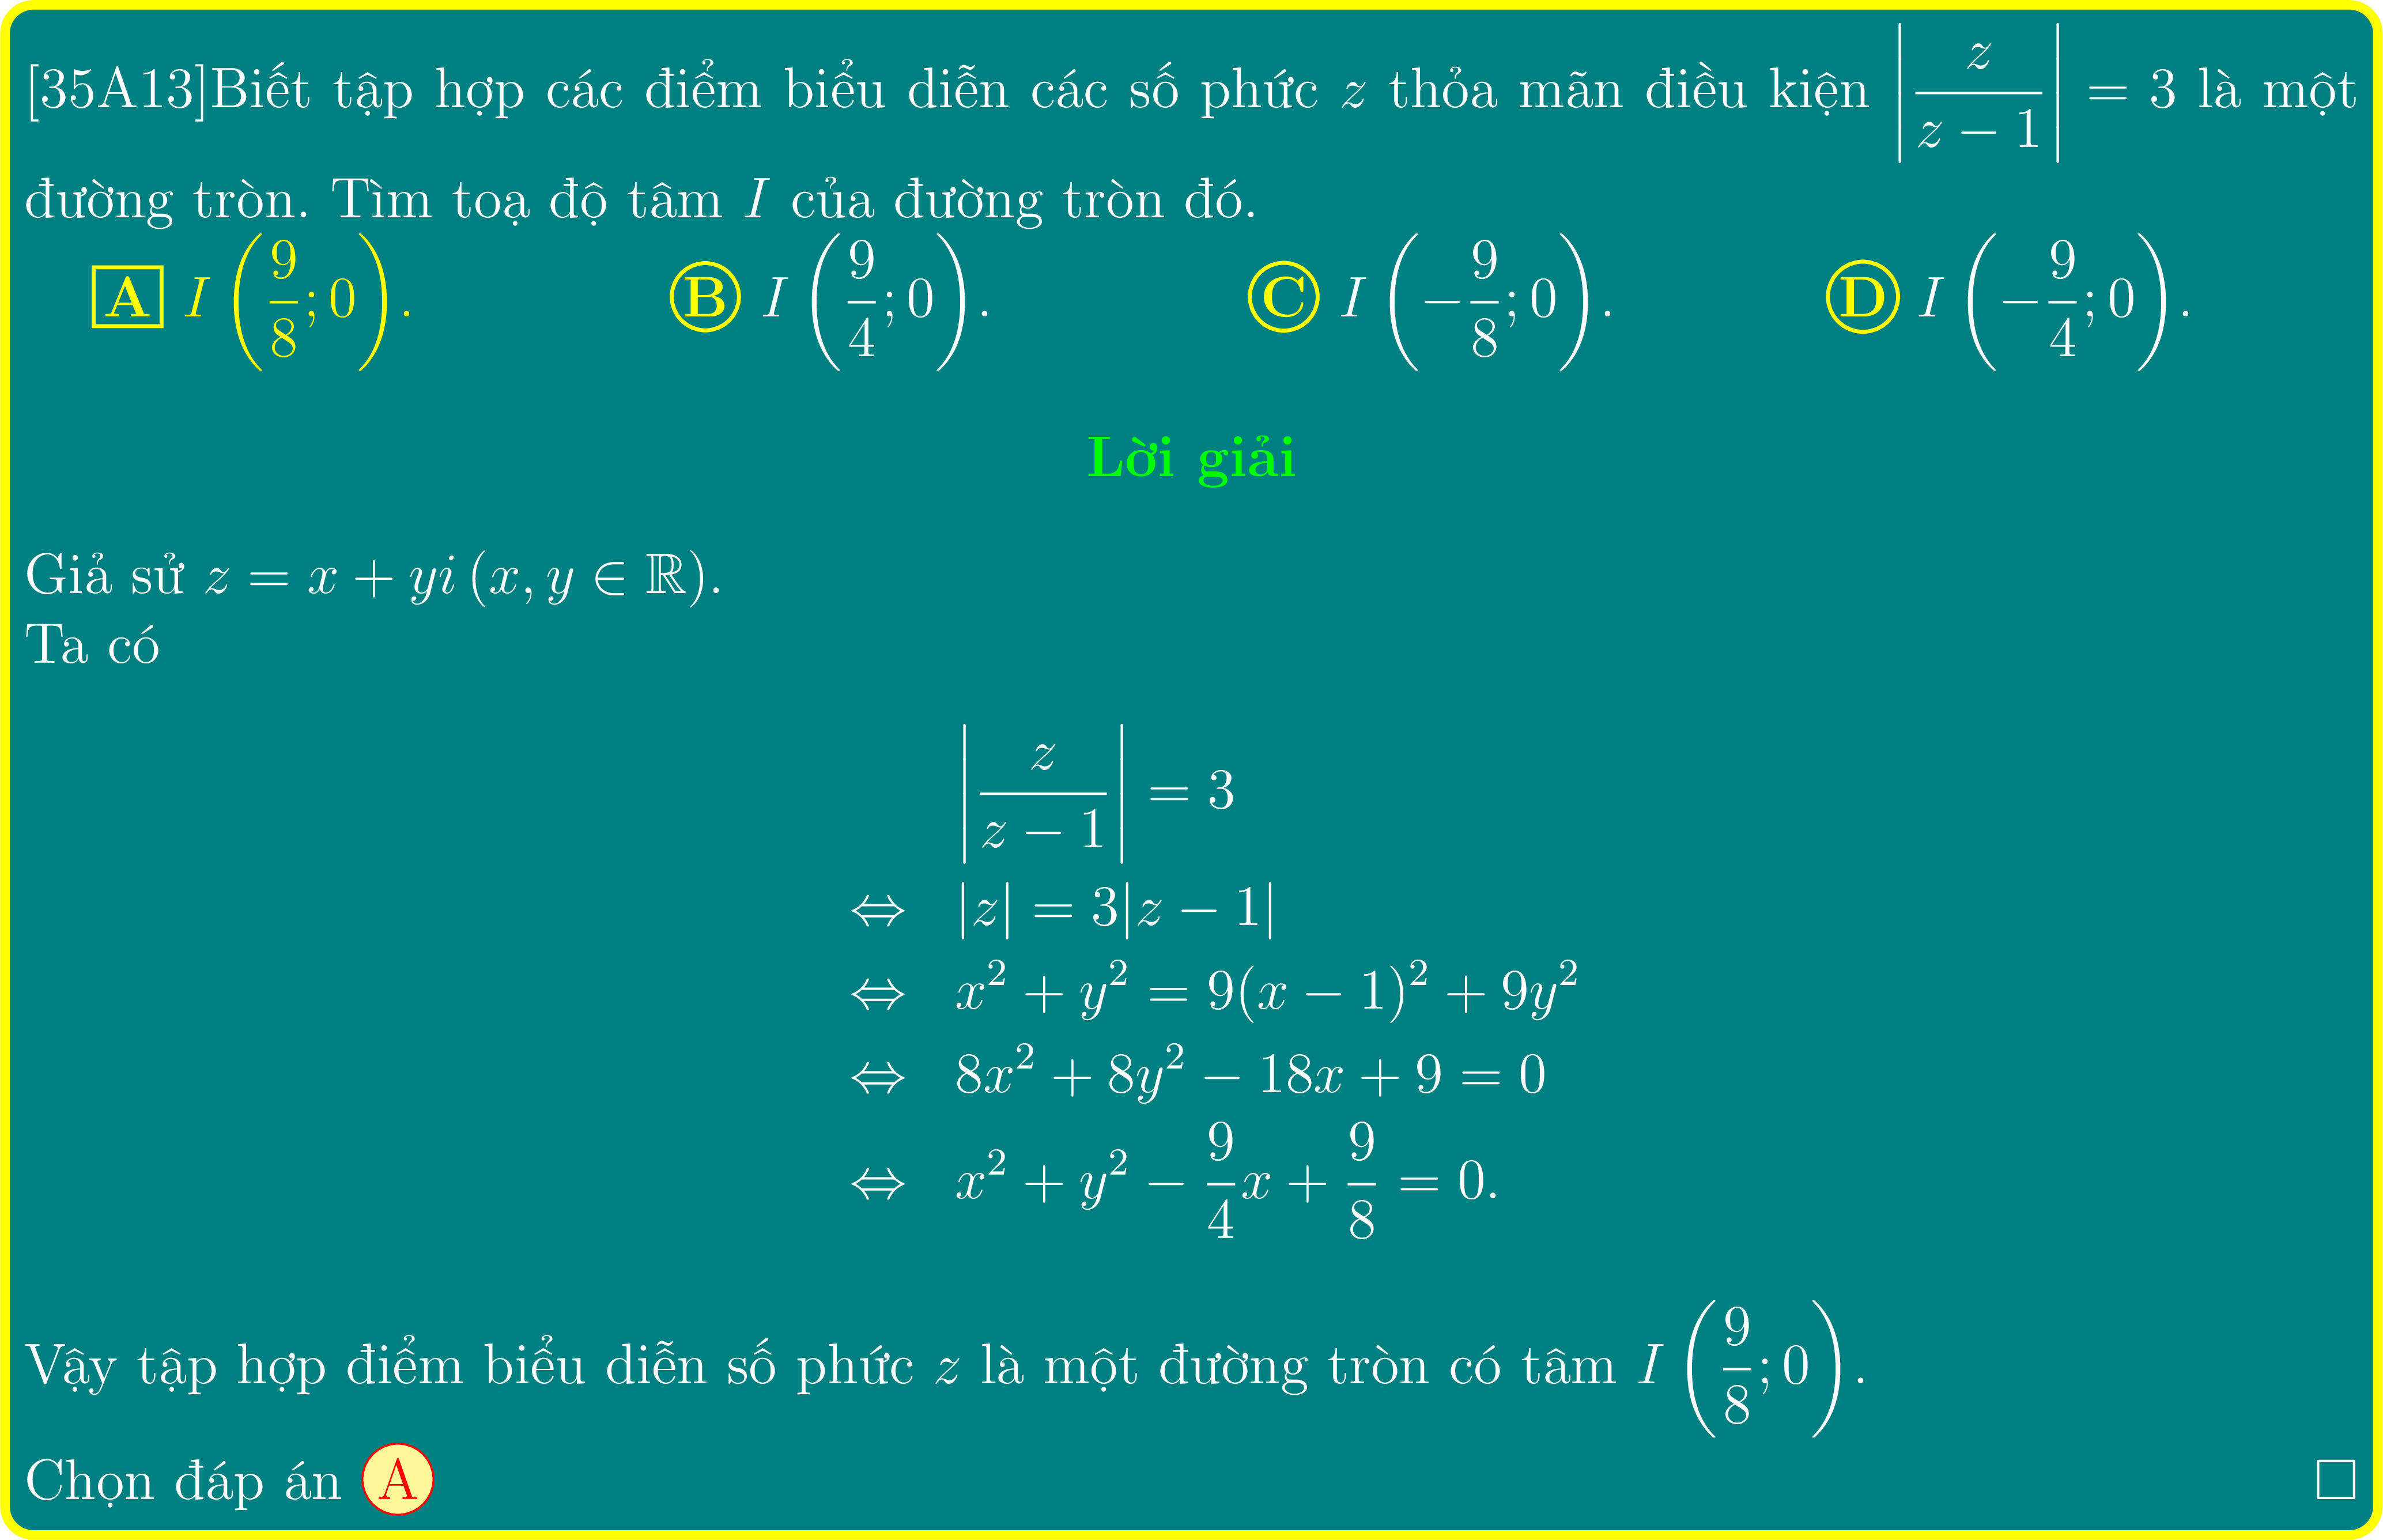 [35A13]Biết tập hợp các điểm biểu diễn các số phức z thỏa mãn điều kiện |z/(z − 1)| = 3 là một
đường tròn. Tìm toạ độ tâm I của đường tròn đó.
A I (9/8; 0). B I (9/4; 0). C I (−9/8; 0). D I (−9/4; 0).
Lời giải
Giả sử z = x + yi (x, y ∈ ℝ).
Ta có
|z/(z − 1)| = 3
⇔ |z| = 3|z − 1|
⇔ x² + y² = 9(x − 1)² + 9y²
⇔ 8x² + 8y² − 18x + 9 = 0
⇔ x² + y² − 9/4 x + 9/8 = 0.
Vậy tập hợp điểm biểu diễn số phức z là một đường tròn có tâm I (9/8; 0).
Chọn đáp án A □